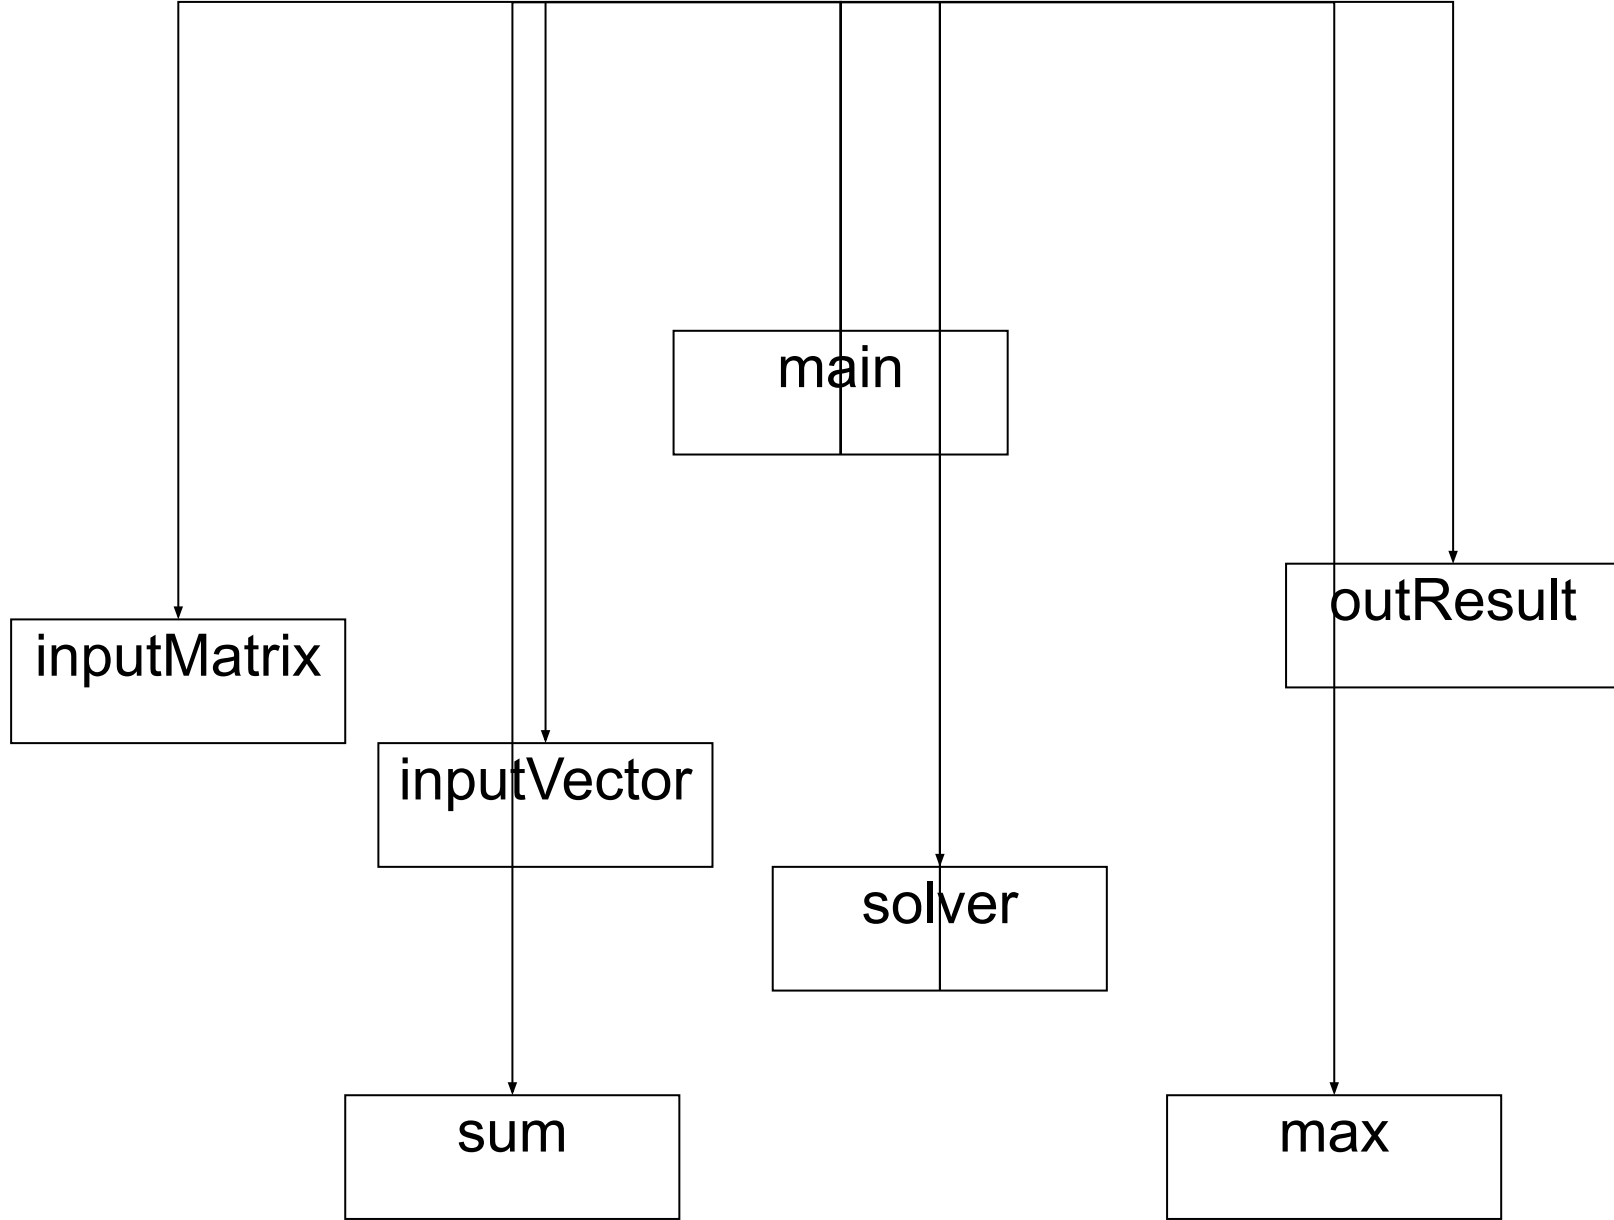 main
outResult
inputMatrix
inputVector
solver
sum
max